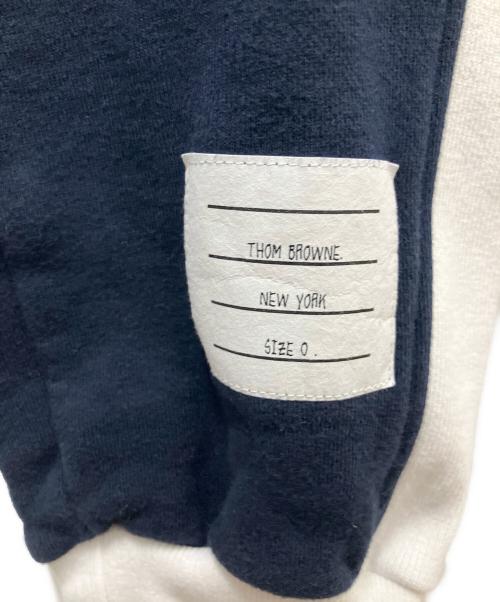 THOM BROWNE.
NEW YORK
SIZE 0 .